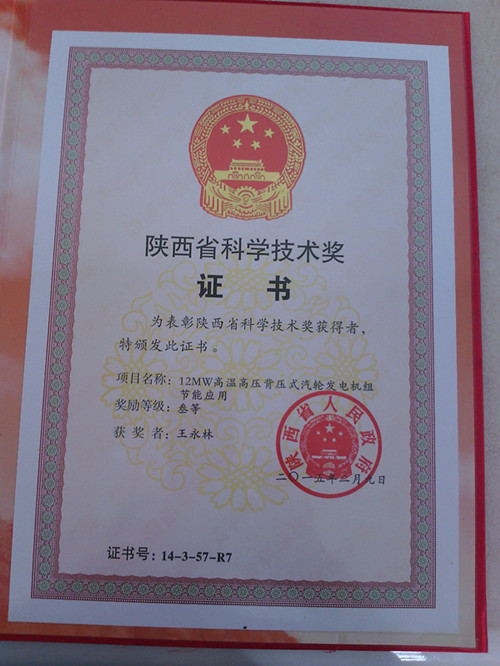 陕西省科学技术奖
证 书
为表彰陕西省科学技术奖获得者，
特颁发此证书。
项目名称：12MW高温高压背压式汽轮发电机组
节能应用
奖励等级：叁等
获 奖 者：王永林
陕西省人民政府
二〇一五年二月九日
证书号：14-3-57-R7